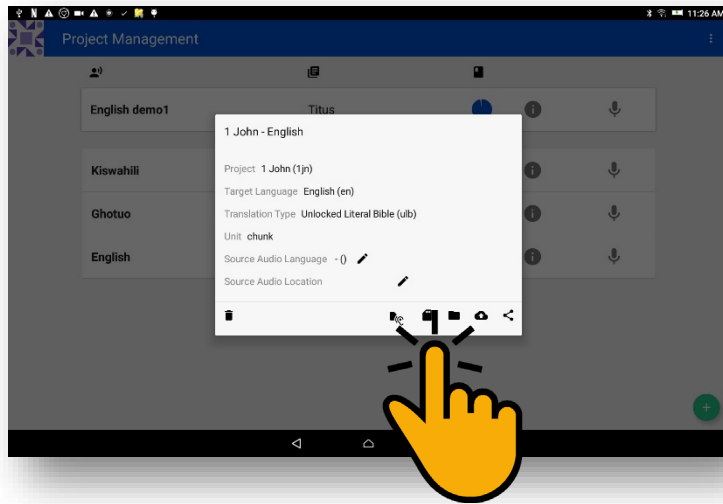 11:26 AM
Project Management
English demo1 Titus
1 John - English
Project 1 John (1jn)
Target Language English (en)
Kiswahili
Translation Type Unlocked Literal Bible (ulb)
Ghotuo
Unit chunk
English
Source Audio Language - ()
Source Audio Location